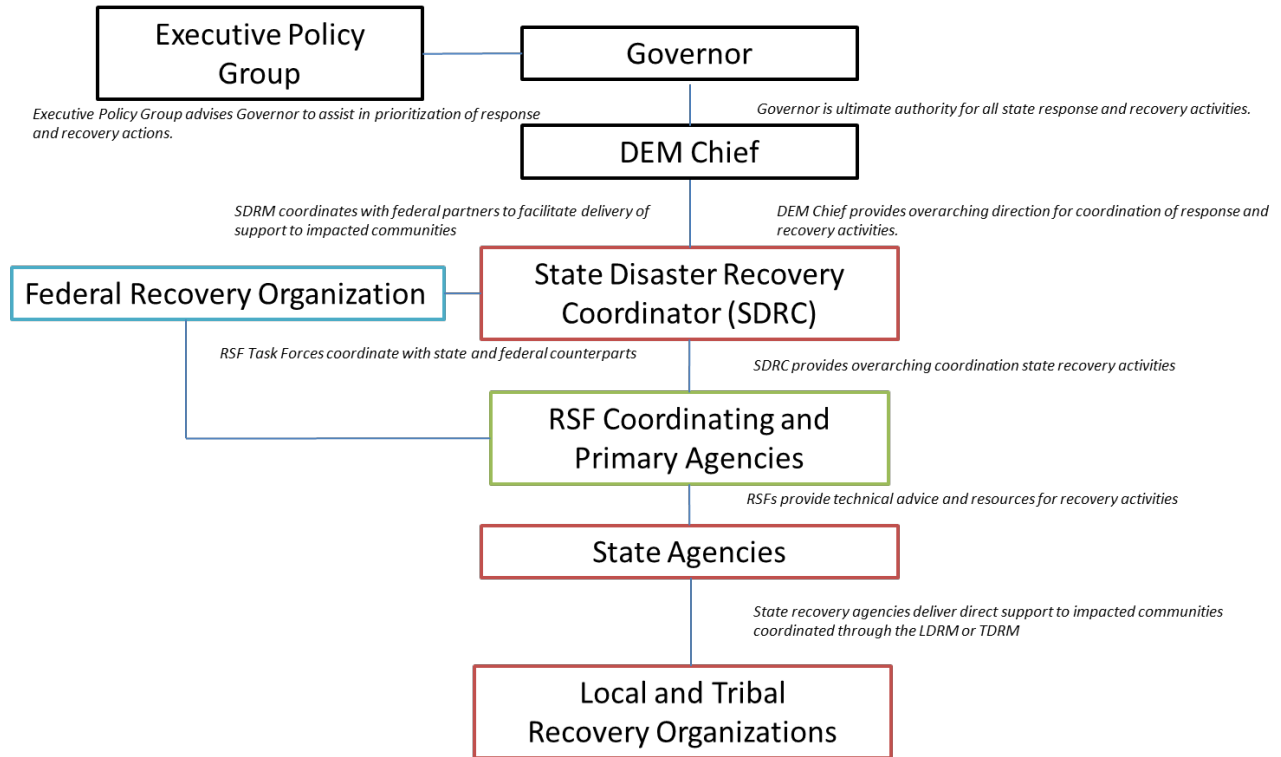 Executive Policy
Group
Governor
Executive Policy Group advises Governor to assist in prioritization of response
and recovery actions.
Governor is ultimate authority for all state response and recovery activities.
DEM Chief
SDRM coordinates with federal partners to facilitate delivery of
support to impacted communities
DEM Chief provides overarching direction for coordination of response and
recovery activities.
Federal Recovery Organization
State Disaster Recovery
Coordinator (SDRC)
RSF Task Forces coordinate with state and federal counterparts
SDRC provides overarching coordination state recovery activities
RSF Coordinating and
Primary Agencies
RSFs provide technical advice and resources for recovery activities
State Agencies
State recovery agencies deliver direct support to impacted communities
coordinated through the LDRM or TDRM
Local and Tribal
Recovery Organizations